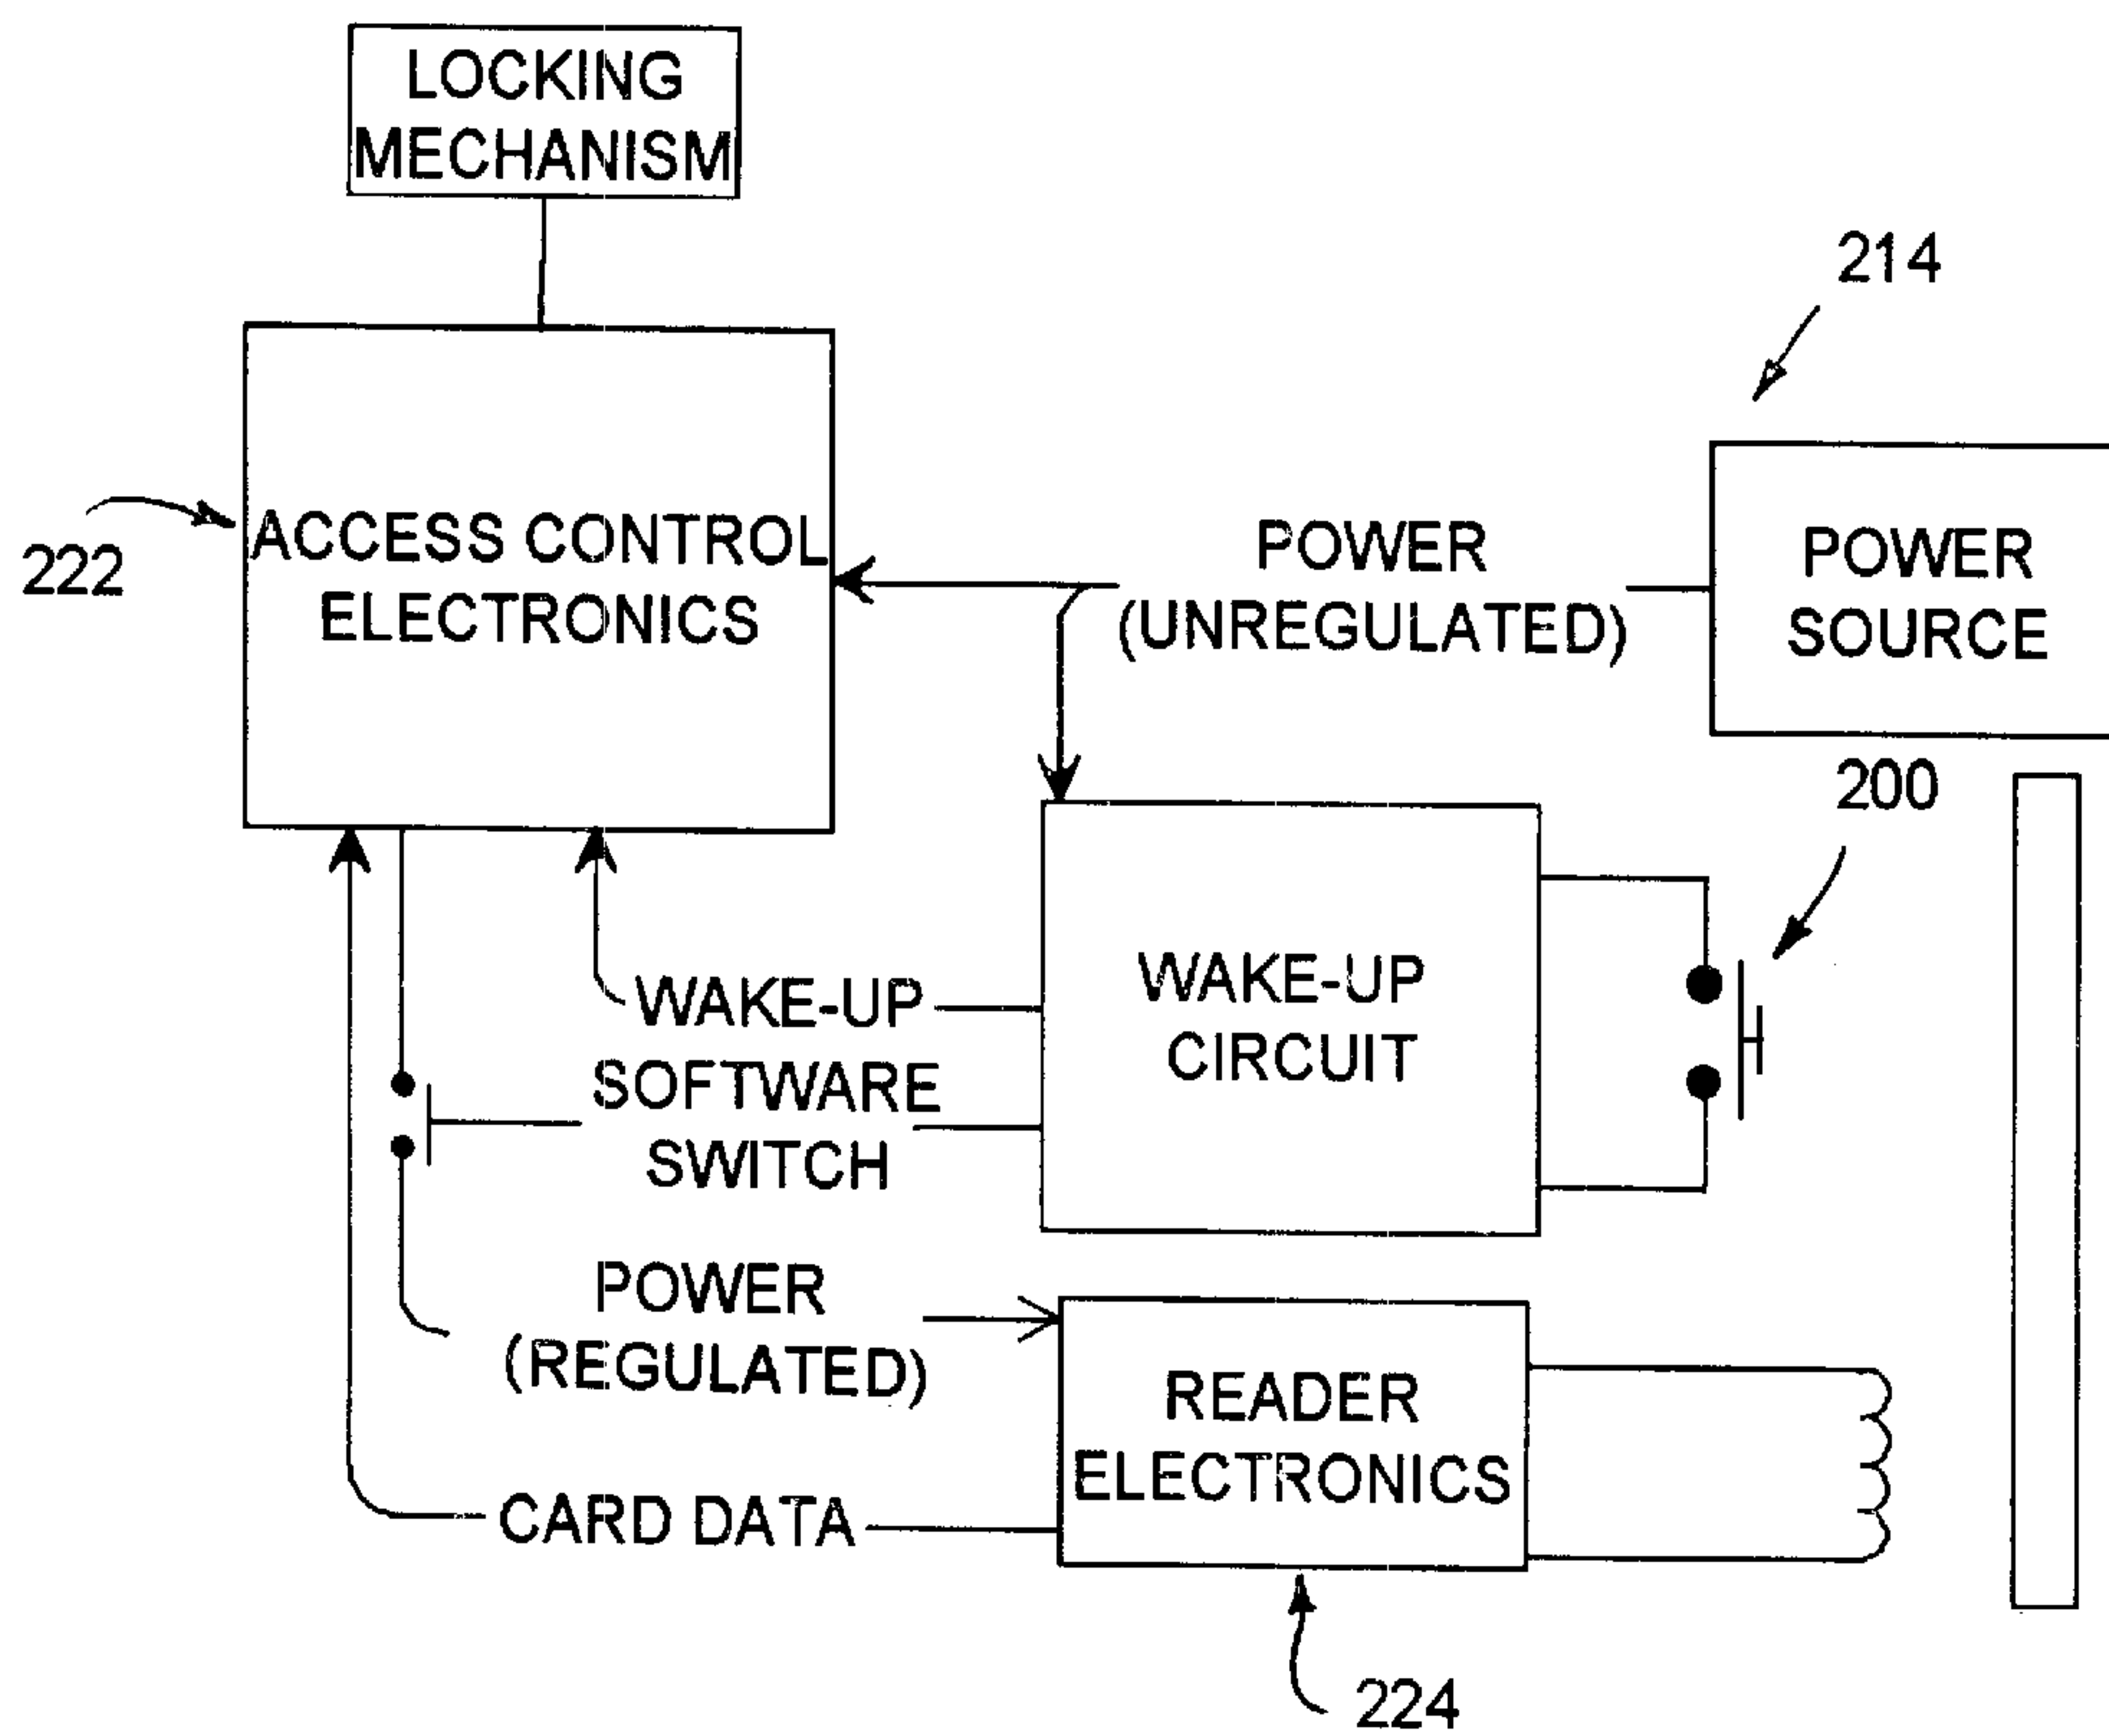 LOCKING
MECHANISM
214
222
ACCESS CONTROL
ELECTRONICS
POWER
(UNREGULATED)
POWER
SOURCE
200
WAKE-UP
CIRCUIT
WAKE-UP
SOFTWARE
SWITCH
POWER
(REGULATED)
READER
ELECTRONICS
CARD DATA
224